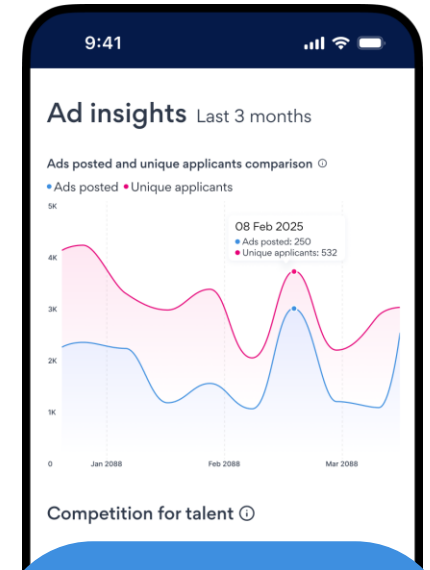 9:41
Ad insights Last 3 months
Ads posted and unique applicants comparison
Ads posted Unique applicants
5K
08 Feb 2025
Ads posted: 250
Unique applicants: 532
4K
3K
2K
1K
0 Jan 2088 Feb 2088 Mar 2088
Competition for talent